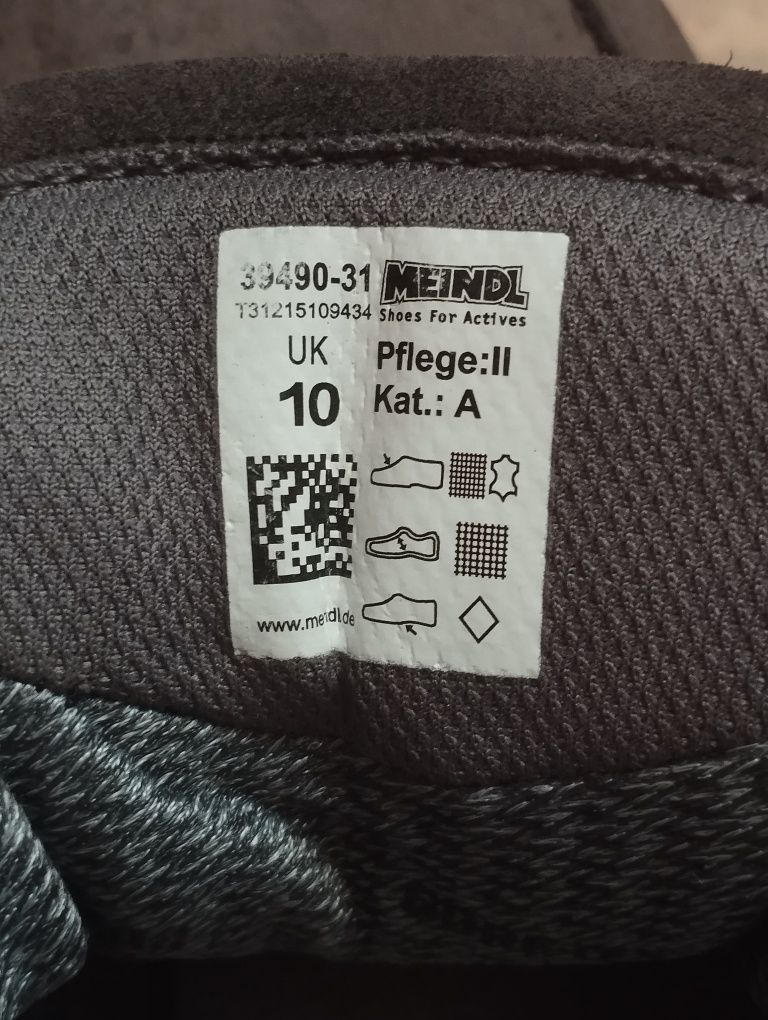 39490-31
T31215109434
UK
10
www.meindl.de
MEINDL
Shoes For Actives
Pflege:II
Kat.: A